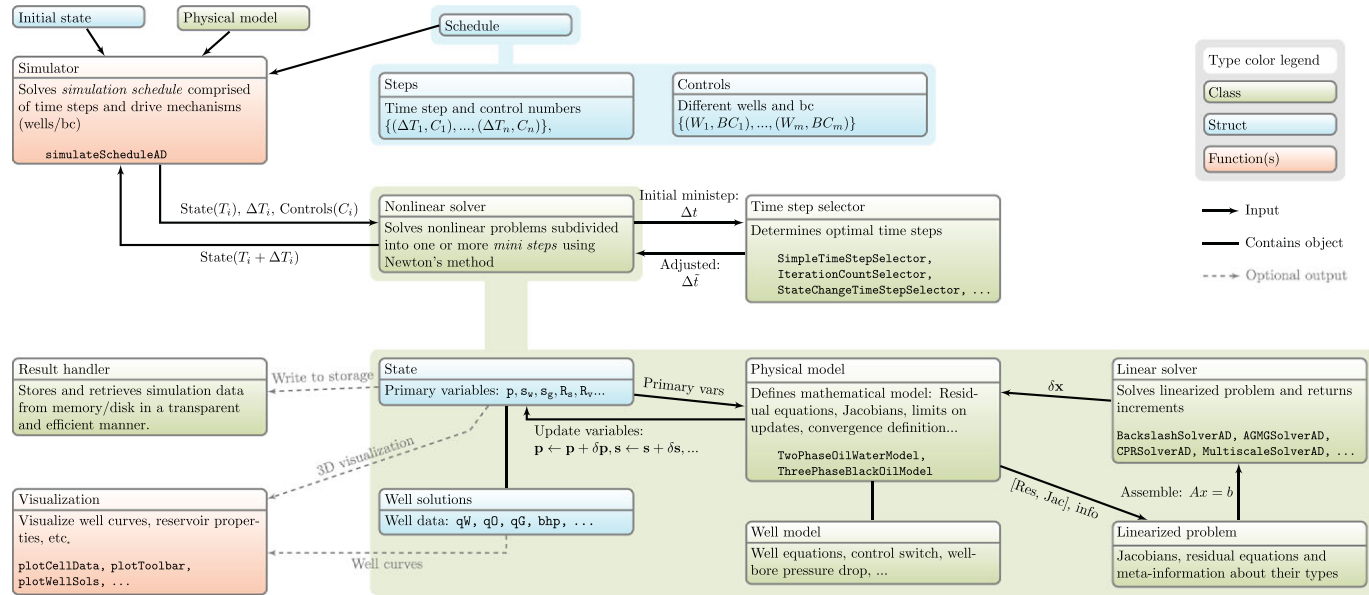 Initial state
Physical model
Schedule
Simulator
Solves simulation schedule comprised
of time steps and drive mechanisms
(wells/bc)
simulateScheduleAD
Steps
Time step and control numbers
{(ΔT₁, C₁), ..., (ΔTₙ, Cₙ)},
Controls
Different wells and bc
{(W₁, BC₁), ..., (Wₘ, BCₘ)}
Type color legend
Class
Struct
Function(s)
Input
Contains object
Optional output
State(Tᵢ), ΔTᵢ, Controls(Cᵢ)
State(Tᵢ + ΔTᵢ)
Nonlinear solver
Solves nonlinear problems subdivided
into one or more mini steps using
Newton's method
Initial ministep:
Δt
Adjusted:
Δt̃
Time step selector
Determines optimal time steps
SimpleTimeStepSelector,
IterationCountSelector,
StateChangeTimeStepSelector, ...
Result handler
Stores and retrieves simulation data
from memory/disk in a transparent
and efficient manner.
Write to storage
State
Primary variables: p, s_w, s_g, R_s, R_v...
Primary vars
Update variables:
p ← p + δp, s ← s + δs, ...
3D visualization
Physical model
Defines mathematical model: Resid-
ual equations, Jacobians, limits on
updates, convergence definition...
TwoPhaseOilWaterModel,
ThreePhaseBlackOilModel
δx
Linear solver
Solves linearized problem and returns
increments
BackslashSolverAD, AGMGSolverAD,
CPRSolverAD, MultiscaleSolverAD, ...
[Res, Jac], info
Assemble: Ax = b
Visualization
Visualize well curves, reservoir proper-
ties, etc.
plotCellData, plotToolbar,
plotWellSols, ...
Well solutions
Well data: qW, qO, qG, bhp, ...
Well curves
Well model
Well equations, control switch, well-
bore pressure drop, ...
Linearized problem
Jacobians, residual equations and
meta-information about their types